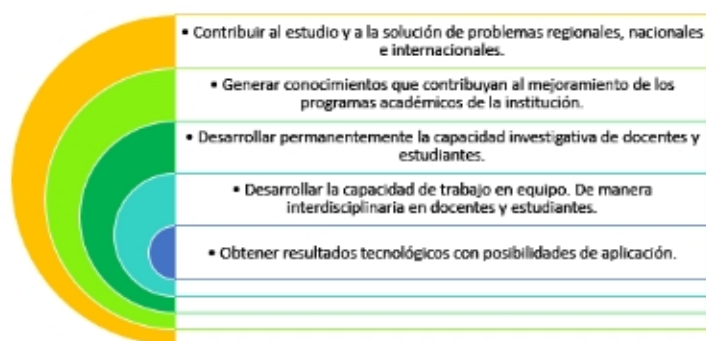 • Contribuir al estudio y a la solución de problemas regionales, nacionales
e internacionales.
• Generar conocimientos que contribuyan al mejoramiento de los
programas académicos de la institución.
• Desarrollar permanentemente la capacidad investigativa de docentes y
estudiantes.
• Desarrollar la capacidad de trabajo en equipo. De manera
interdisciplinaria en docentes y estudiantes.
• Obtener resultados tecnológicos con posibilidades de aplicación.